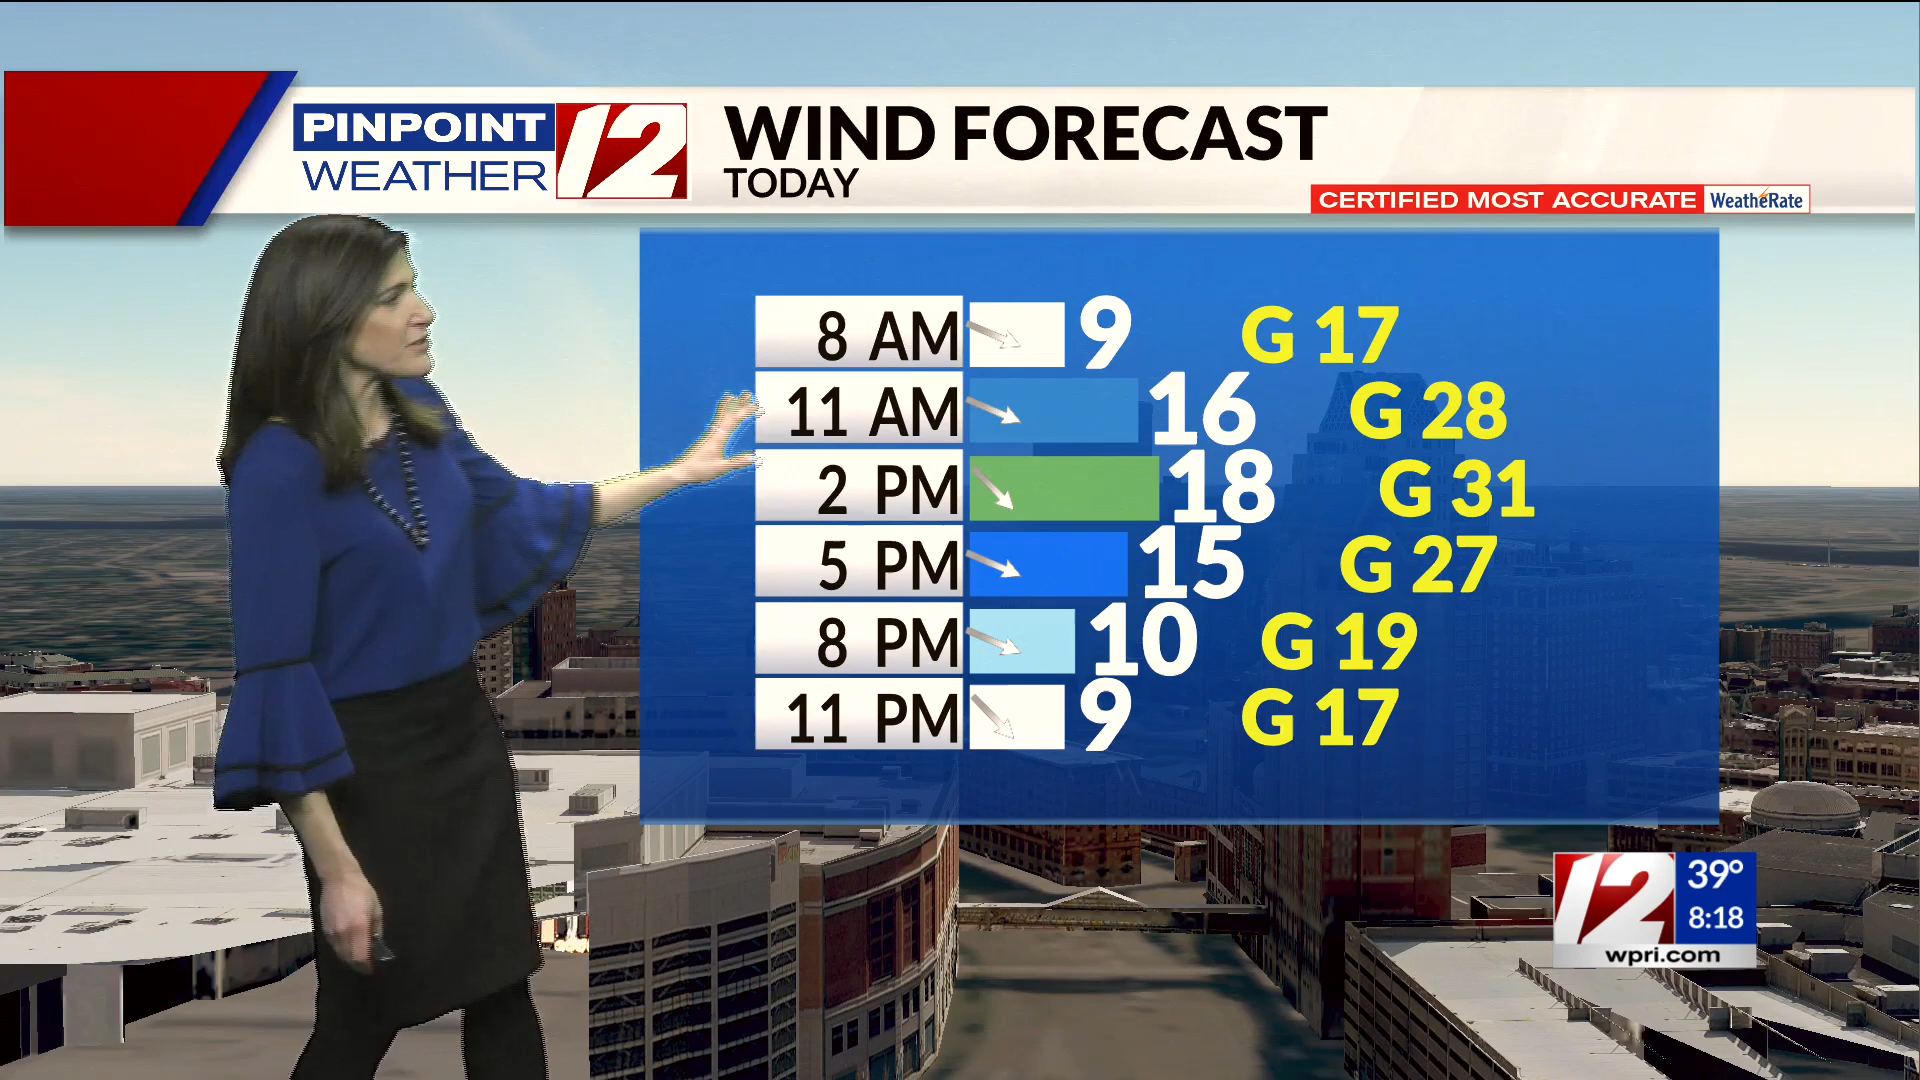 PINPOINT
WEATHER
12
WIND FORECAST
TODAY
CERTIFIED MOST ACCURATE WeatheRate
8 AM 9 G 17
11 AM 16 G 28
2 PM 18 G 31
5 PM 15 G 27
8 PM 10 G 19
11 PM 9 G 17
12
39°
8:18
wpri.com